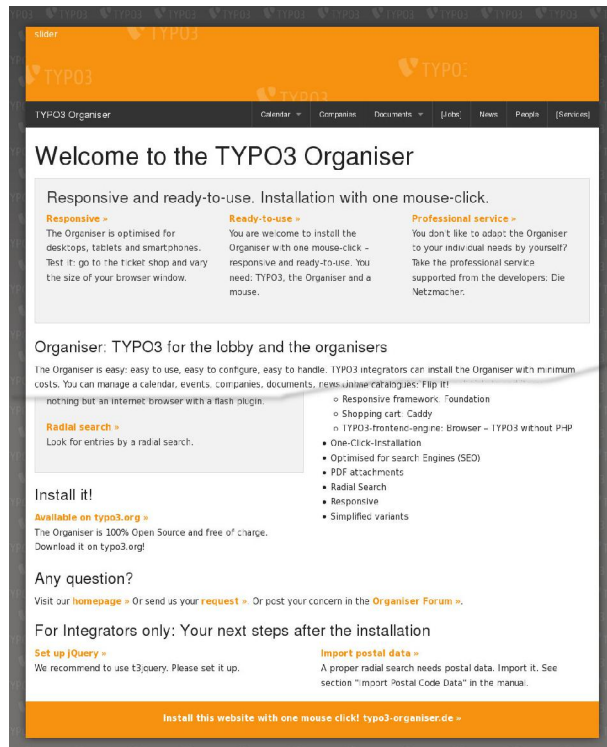 slider
TYPO3
TYPO3
TYPO3
TYPO3
TYPO3 Organiser
Calendar
Companies
Documents
[Jobs]
News
People
[Services]
Welcome to the TYPO3 Organiser
Responsive and ready-to-use. Installation with one mouse-click.
Responsive »
The Organiser is optimised for
desktops, tablets and smartphones.
Test it: go to the ticket shop and vary
the size of your browser window.
Ready-to-use »
You are welcome to install the
Organiser with one mouse-click –
responsive and ready-to-use. You
need: TYPO3, the Organiser and a
mouse.
Professional service »
You don't like to adapt the Organiser
to your individual needs by yourself?
Take the professional service
supported from the developers: Die
Netzmacher.
Organiser: TYPO3 for the lobby and the organisers
The Organiser is easy: easy to use, easy to configure, easy to handle. TYPO3 integrators can install the Organiser with minimum
costs. You can manage a calendar, events, companies, documents, news Online catalogues: Flip it!
nothing but an internet browser with a flash plugin.
Radial search »
Look for entries by a radial search.
○ Responsive framework: Foundation
○ Shopping cart: Caddy
○ TYPO3-frontend-engine: Browser – TYPO3 without PHP
• One-Click-Installation
• Optimised for search Engines (SEO)
• PDF attachments
• Radial Search
• Responsive
• Simplified variants
Install it!
Available on typo3.org »
The Organiser is 100% Open Source and free of charge.
Download it on typo3.org!
Any question?
Visit our homepage » Or send us your request ». Or post your concern in the Organiser Forum ».
For Integrators only: Your next steps after the installation
Set up jQuery »
We recommend to use t3jquery. Please set it up.
Import postal data »
A proper radial search needs postal data. Import it. See
section "Import Postal Code Data" in the manual.
Install this website with one mouse click! typo3-organiser.de »